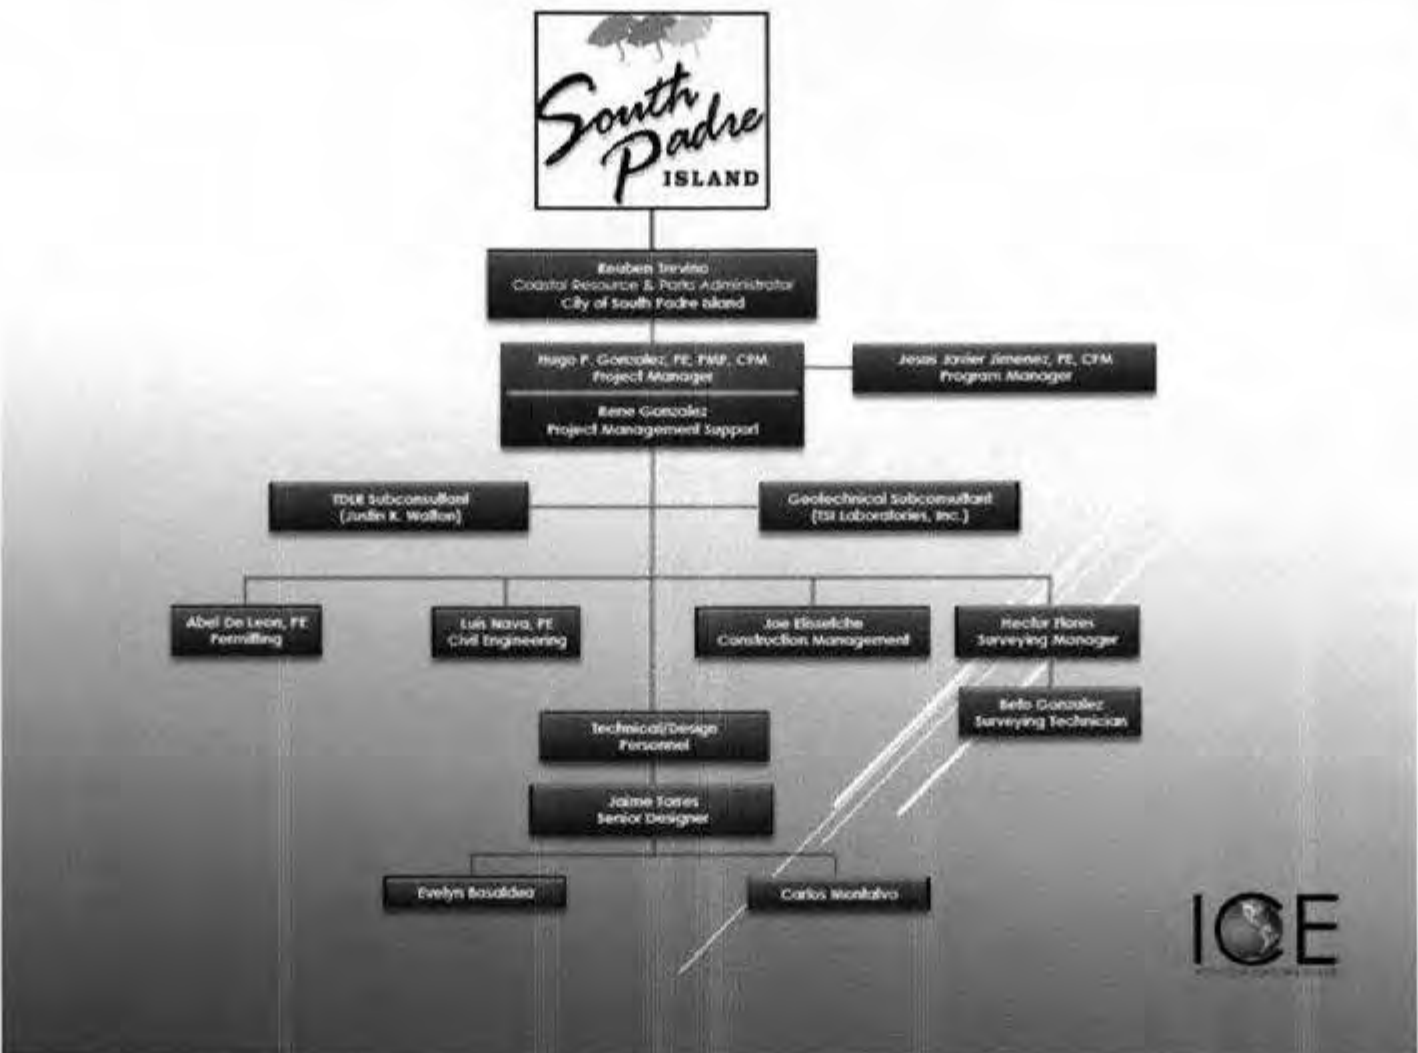 South
Padre
ISLAND
Reuben Trevino
Coastal Resource & Parks Administrator
City of South Padre Island
Hugo P. Gonzalez, PE, PMP, CFM
Project Manager
Rene Gonzalez
Project Management Support
Jesus Javier Jimenez, PE, CFM
Program Manager
TDLR Subconsultant
(Justin K. Walton)
Geotechnical Subconsultant
(TSI Laboratories, Inc.)
Abel De Leon, PE
Permitting
Luis Nava, PE
Civil Engineering
Joe
Construction Management
Hector Flores
Surveying Manager
Beto Gonzalez
Surveying Technician
Technical/Design
Personnel
Jaime Torres
Senior Designer
Evelyn Basaldea
Carlos Montalvo
ICE